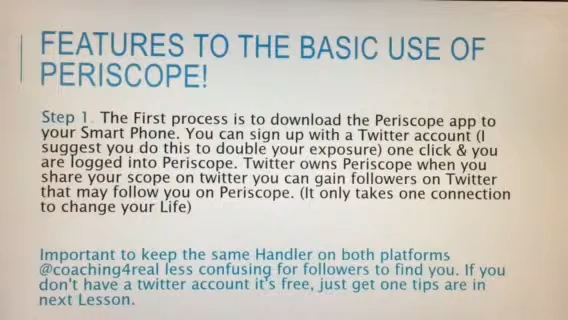 FEATURES TO THE BASIC USE OF
PERISCOPE!
Step 1. The First process is to download the Periscope app to
your Smart Phone. You can sign up with a Twitter account (I
suggest you do this to double your exposure) one click & you
are logged into Periscope. Twitter owns Periscope when you
share your scope on twitter you can gain followers on Twitter
that may follow you on Periscope. (It only takes one connection
to change your Life)
Important to keep the same Handler on both platforms
@coaching4real less confusing for followers to find you. If you
don't have a twitter account it's free, just get one tips are in
next Lesson.